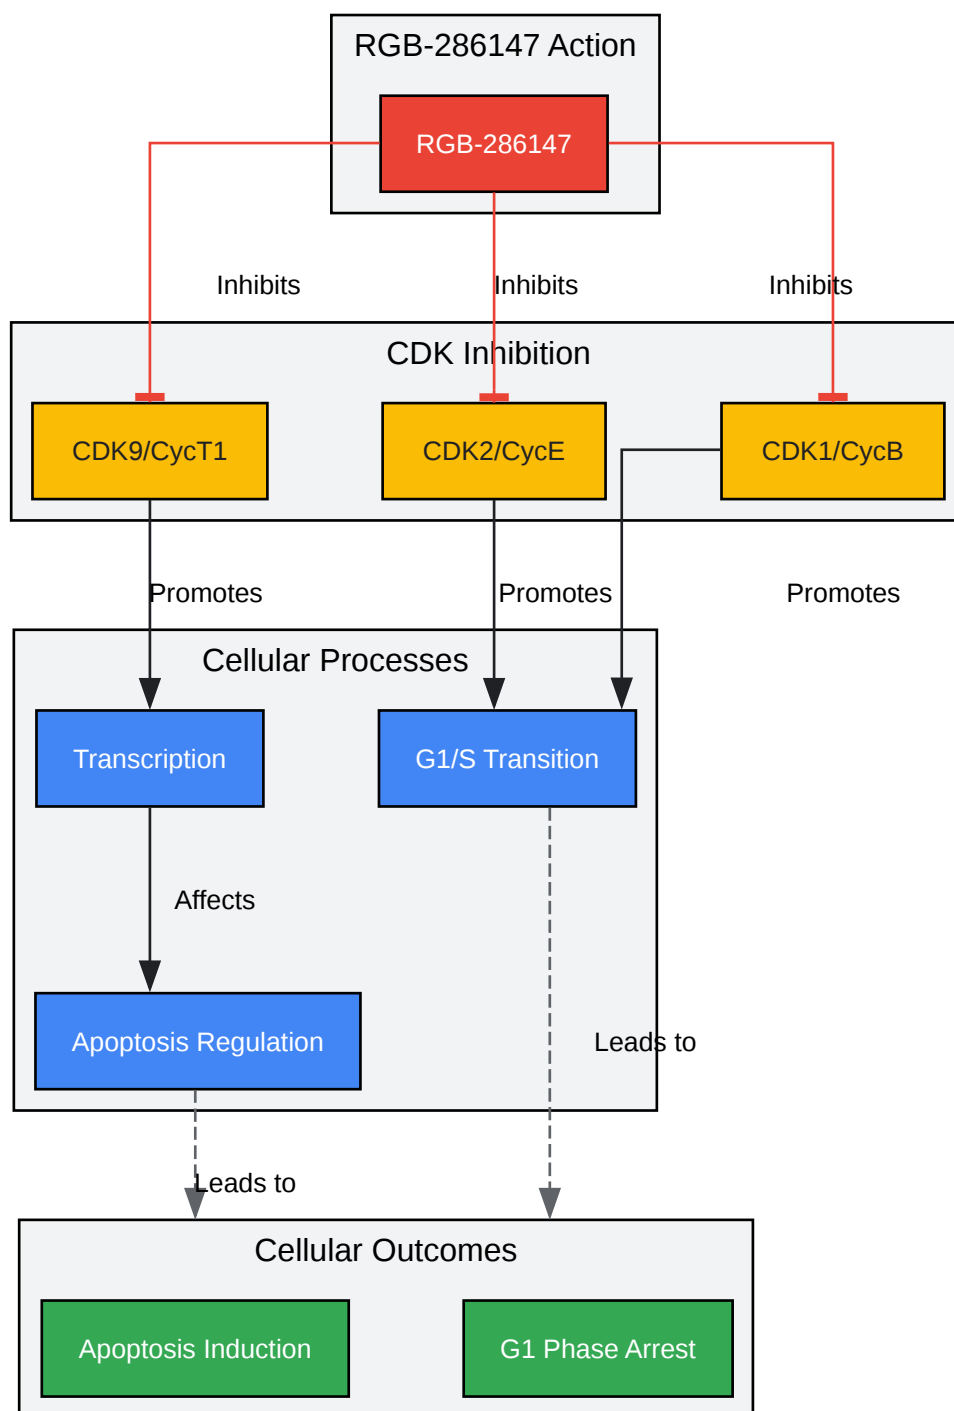 RGB-286147 Action
RGB-286147
Inhibits
Inhibits
Inhibits
CDK Inhibition
CDK9/CycT1
CDK2/CycE
CDK1/CycB
Promotes
Promotes
Promotes
Cellular Processes
Transcription
G1/S Transition
Affects
Apoptosis Regulation
Leads to
Leads to
Cellular Outcomes
Apoptosis Induction
G1 Phase Arrest